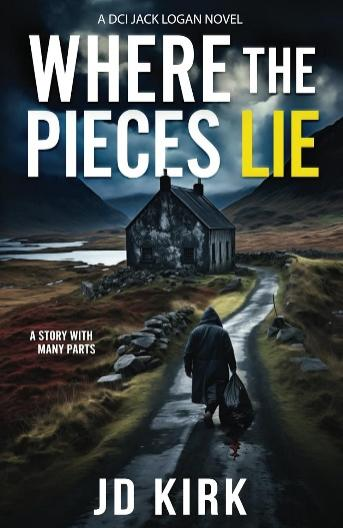 A DCI JACK LOGAN NOVEL
WHERE THE
PIECES LIE
A STORY WITH
MANY PARTS
JD KIRK